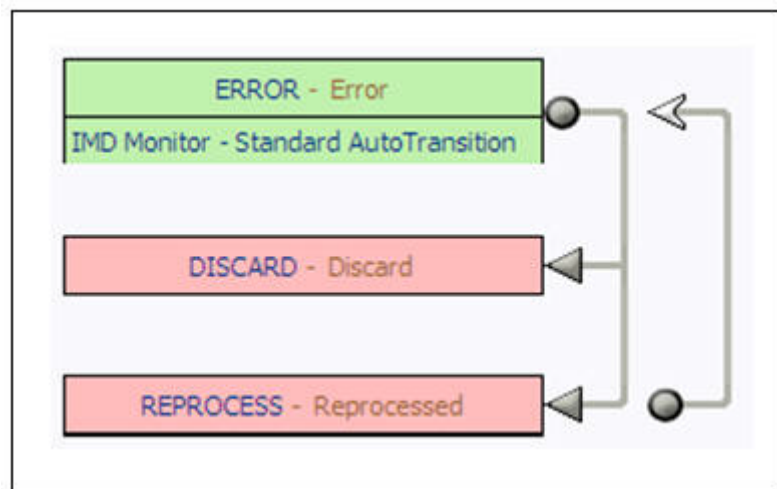 ERROR - Error
IMD Monitor - Standard AutoTransition
DISCARD - Discard
REPROCESS - Reprocessed